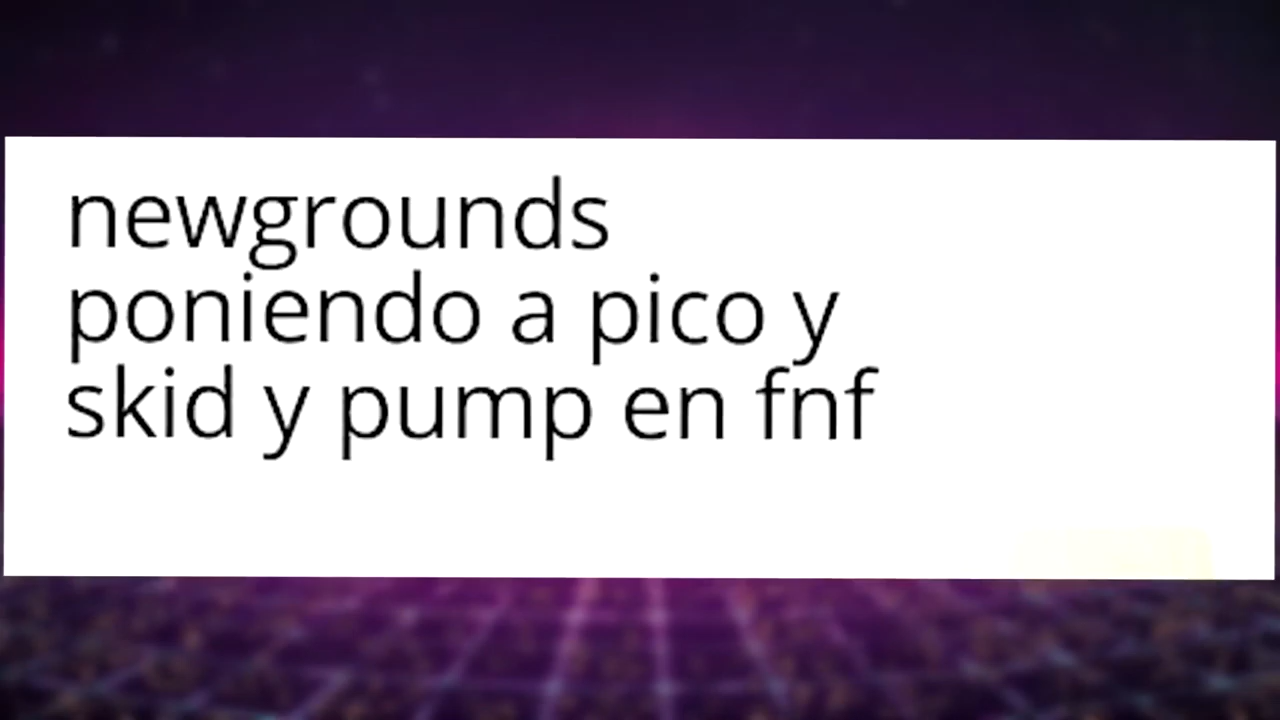 newgrounds
poniendo a pico y
skid y pump en fnf